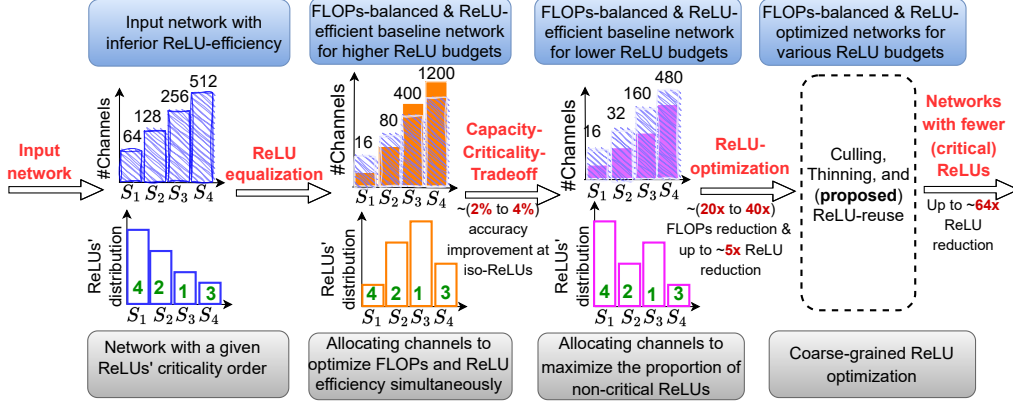 Input network with
inferior ReLU-efficiency
FLOPs-balanced & ReLU-
efficient baseline network
for higher ReLU budgets
FLOPs-balanced & ReLU-
efficient baseline network
for lower ReLU budgets
FLOPs-balanced & ReLU-
optimized networks for
various ReLU budgets
Input
network
#Channels
64
128
256
512
S1 S2 S3 S4
ReLUs'
distribution
4 2 1 3
S1 S2 S3 S4
Network with a given
ReLUs' criticality order
ReLU
equalization
#Channels
16
80
400
1200
S1 S2 S3 S4
ReLUs'
distribution
4 2 1 3
S1 S2 S3 S4
Allocating channels to
optimize FLOPs and ReLU
efficiency simultaneously
Capacity-
Criticality-
Tradeoff
~(2% to 4%)
accuracy
improvement at
iso-ReLUs
#Channels
16
32
160
480
S1 S2 S3 S4
ReLUs'
distribution
4 2 1 3
S1 S2 S3 S4
Allocating channels to
maximize the proportion of
non-critical ReLUs
ReLU-
optimization
~(20x to 40x)
FLOPs reduction &
up to ~5x ReLU
reduction
Culling,
Thinning, and
(proposed)
ReLU-reuse
Coarse-grained ReLU
optimization
Networks
with fewer
(critical)
ReLUs
Up to ~64x
ReLU
reduction